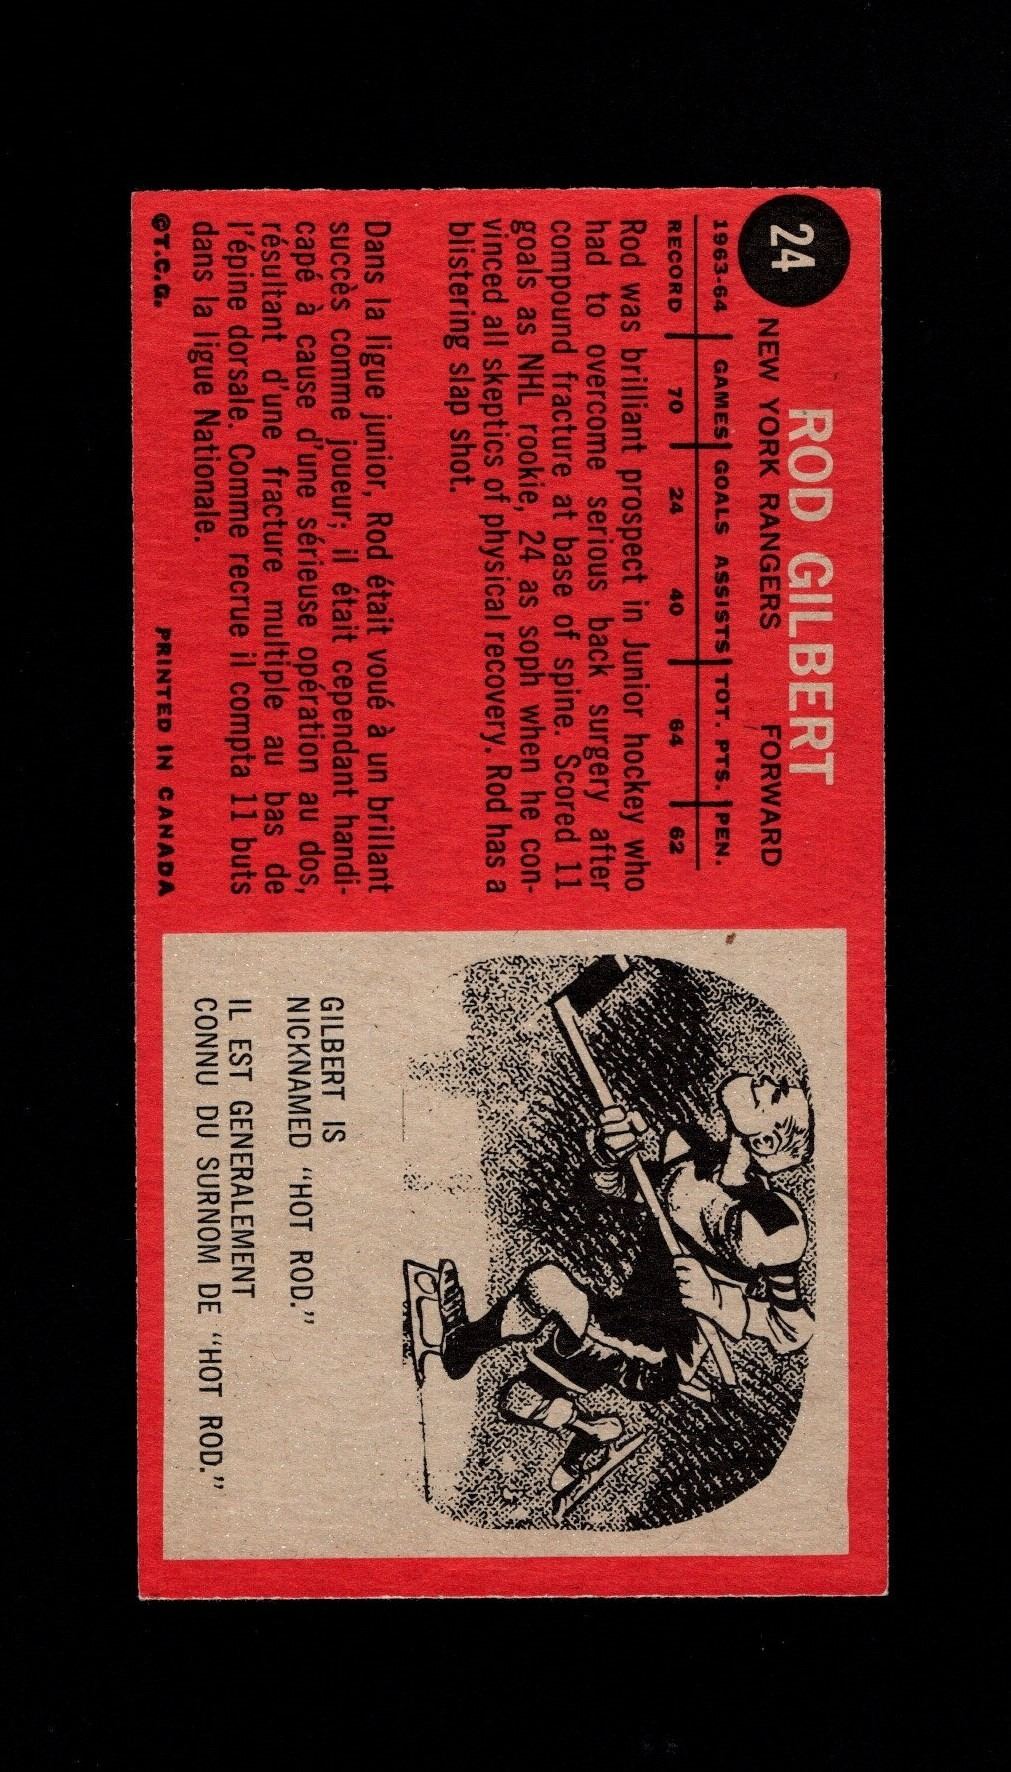 24
ROD GILBERT
NEW YORK RANGERS FORWARD
1963-64 GAMES GOALS ASSISTS TOT. PTS. PEN.
RECORD 70 24 40 64 62
Rod was brilliant prospect in Junior hockey who
had to overcome serious back surgery after
compound fracture at base of spine. Scored 11
goals as NHL rookie, 24 as soph when he con-
vinced all skeptics of physical recovery. Rod has a
blistering slap shot.
Dans la ligue junior, Rod était voué à un brillant
succès comme joueur; il était cependant handi-
capé à cause d'une sérieuse opération au dos,
résultant d'une fracture multiple au bas de
l'épine dorsale. Comme recrue il compta 11 buts
dans la ligue Nationale.
©T.C.G. PRINTED IN CANADA
GILBERT IS
NICKNAMED "HOT ROD."
IL EST GENERALEMENT
CONNU DU SURNOM DE "HOT ROD."